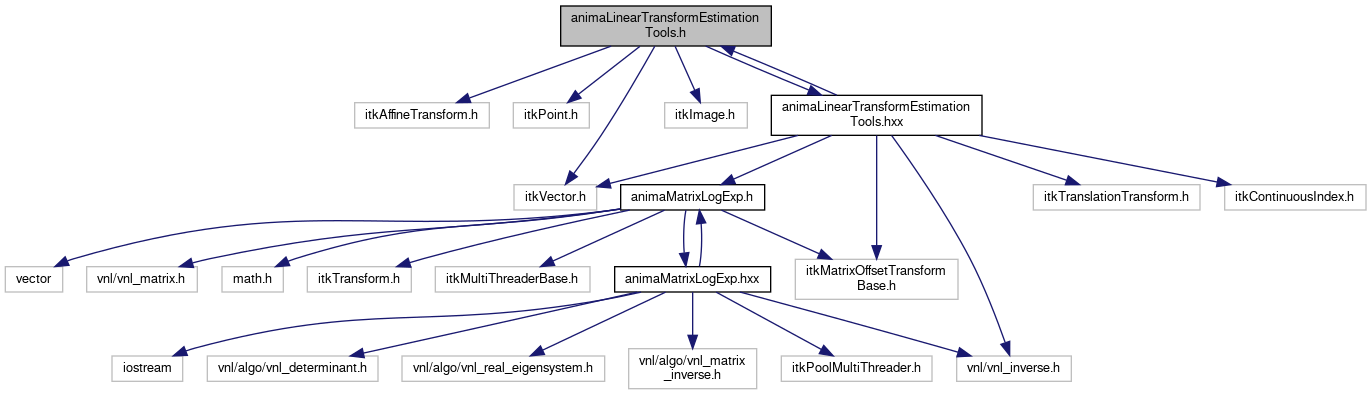 animaLinearTransformEstimation
Tools.h
itkAffineTransform.h
itkPoint.h
itkImage.h
animaLinearTransformEstimation
Tools.hxx
itkVector.h
animaMatrixLogExp.h
itkTranslationTransform.h
itkContinuousIndex.h
vector
vnl/vnl_matrix.h
math.h
itkTransform.h
itkMultiThreaderBase.h
animaMatrixLogExp.hxx
itkMatrixOffsetTransform
Base.h
iostream
vnl/algo/vnl_determinant.h
vnl/algo/vnl_real_eigensystem.h
vnl/algo/vnl_matrix
_inverse.h
itkPoolMultiThreader.h
vnl/vnl_inverse.h